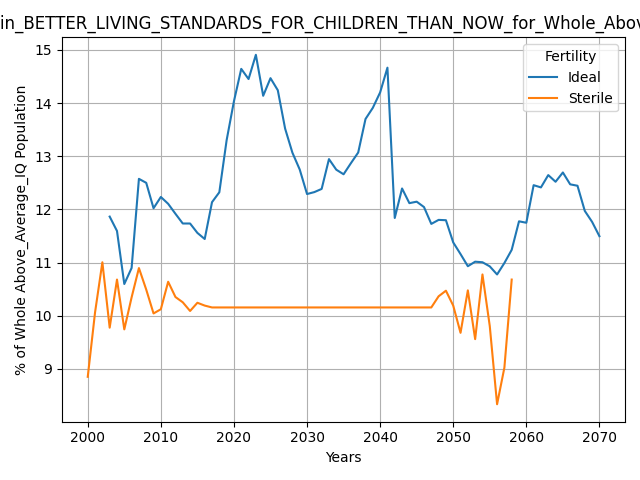 in_BETTER_LIVING_STANDARDS_FOR_CHILDREN_THAN_NOW_for_Whole_Above
Fertility
Ideal
Sterile
% of Whole Above_Average_IQ Population
15
14
13
12
11
10
9
2000 2010 2020 2030 2040 2050 2060 2070
Years